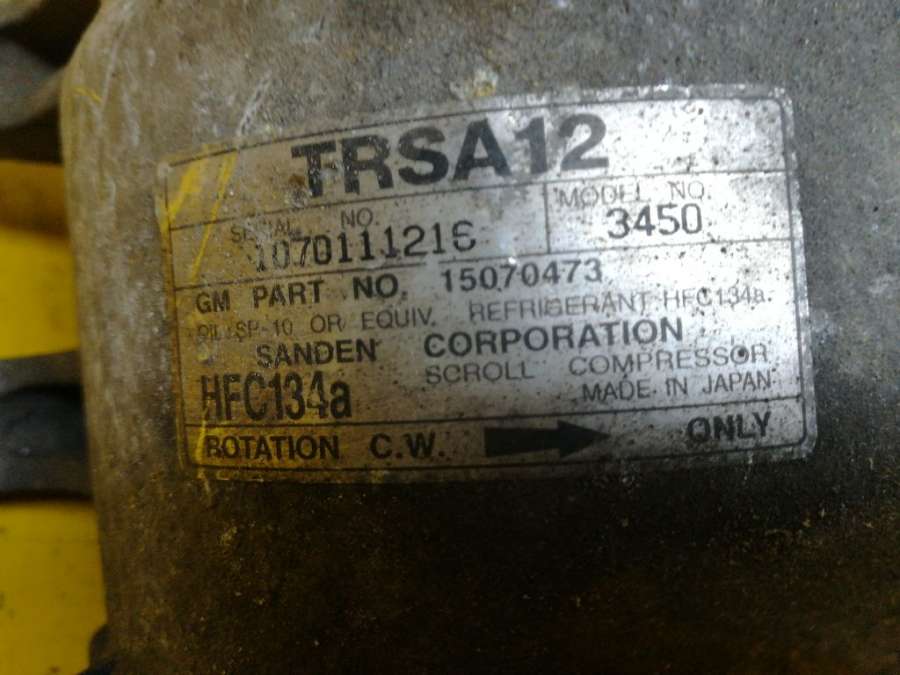 TRSA12
SERIAL NO.
1070111216
MODEL NO.
3450
GM PART NO. 15070473
OIL: SP-10 OR EQUIV. REFRIGERANT:HFC134a.
SANDEN CORPORATION
HFC134a
SCROLL COMPRESSOR
MADE IN JAPAN
ROTATION C.W. ➡ ONLY